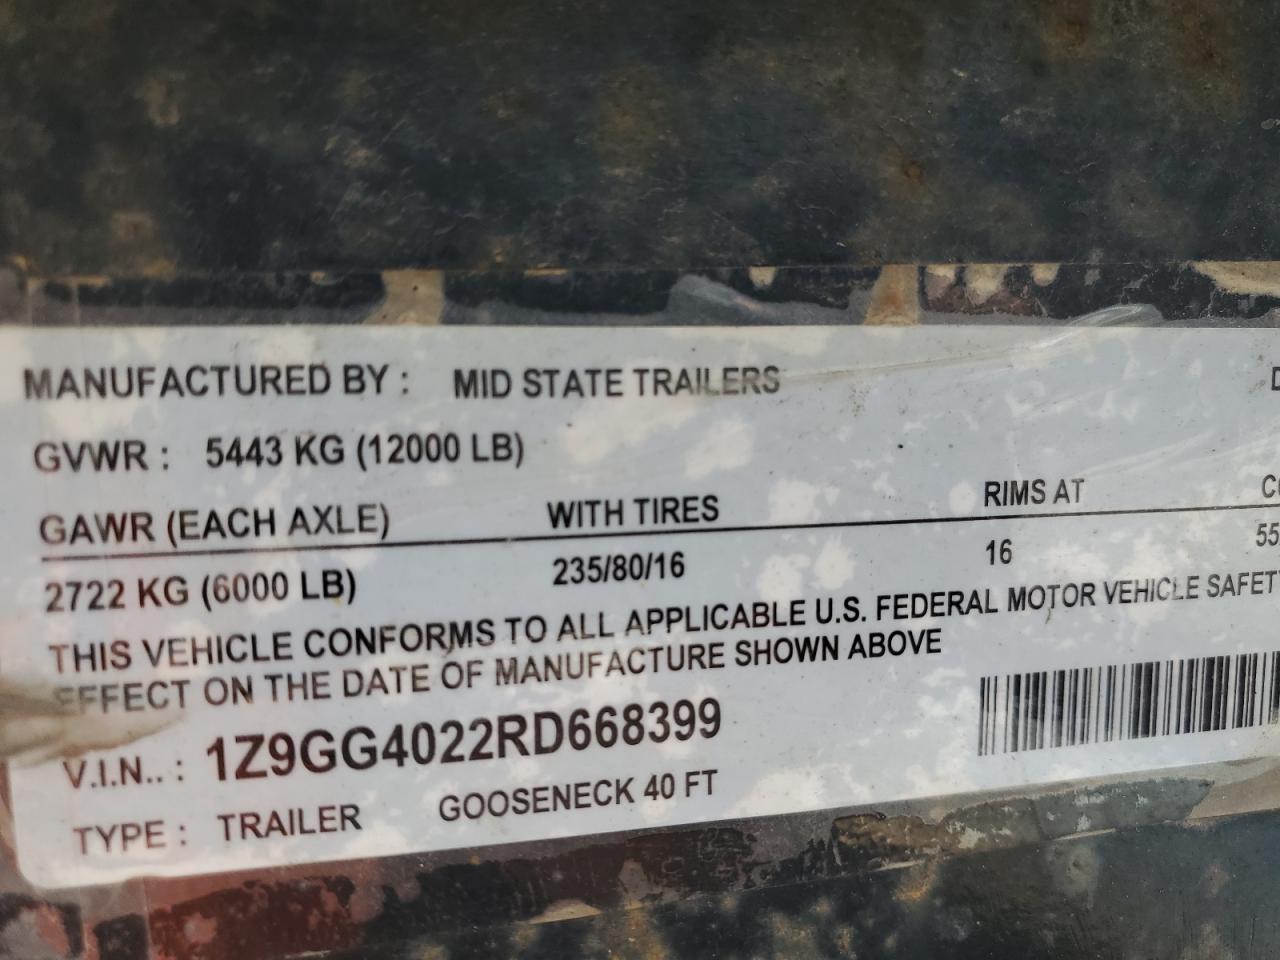 MANUFACTURED BY : MID STATE TRAILERS
GVWR : 5443 KG (12000 LB)
GAWR (EACH AXLE) WITH TIRES RIMS AT
2722 KG (6000 LB) 235/80/16 16 55
THIS VEHICLE CONFORMS TO ALL APPLICABLE U.S. FEDERAL MOTOR VEHICLE SAFETY
EFFECT ON THE DATE OF MANUFACTURE SHOWN ABOVE
V.I.N.. : 1Z9GG4022RD668399
TYPE : TRAILER GOOSENECK 40 FT